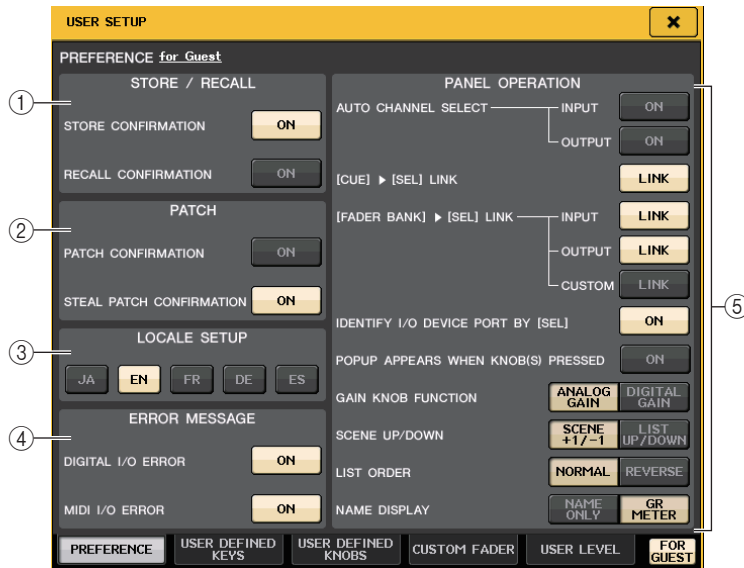 USER SETUP
PREFERENCE for Guest
① STORE / RECALL
STORE CONFIRMATION ON
RECALL CONFIRMATION ON
② PATCH
PATCH CONFIRMATION ON
STEAL PATCH CONFIRMATION ON
③ LOCALE SETUP
JA EN FR DE ES
④ ERROR MESSAGE
DIGITAL I/O ERROR ON
MIDI I/O ERROR ON
PANEL OPERATION
AUTO CHANNEL SELECT INPUT ON
OUTPUT ON
[CUE] ▶ [SEL] LINK LINK
[FADER BANK] ▶ [SEL] LINK INPUT LINK
OUTPUT LINK
CUSTOM LINK
⑤
IDENTIFY I/O DEVICE PORT BY [SEL] ON
POPUP APPEARS WHEN KNOB(S) PRESSED ON
GAIN KNOB FUNCTION ANALOG GAIN DIGITAL GAIN
SCENE UP/DOWN SCENE +1/-1 LIST UP/DOWN
LIST ORDER NORMAL REVERSE
NAME DISPLAY NAME ONLY GR METER
PREFERENCE USER DEFINED KEYS USER DEFINED KNOBS CUSTOM FADER USER LEVEL FOR GUEST